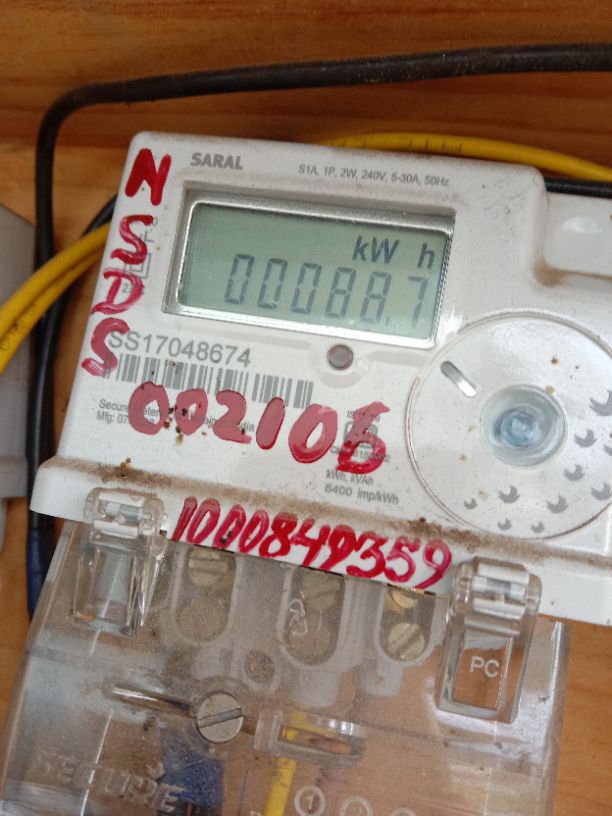 SARAL
S1A, 1P, 2W, 240V, 5-30A, 50Hz
N
S
D
S
kW h
000887
SS17048674
002106
kWh, kVAh
6400 imp/kWh
1000849359
PC
SECURE
1